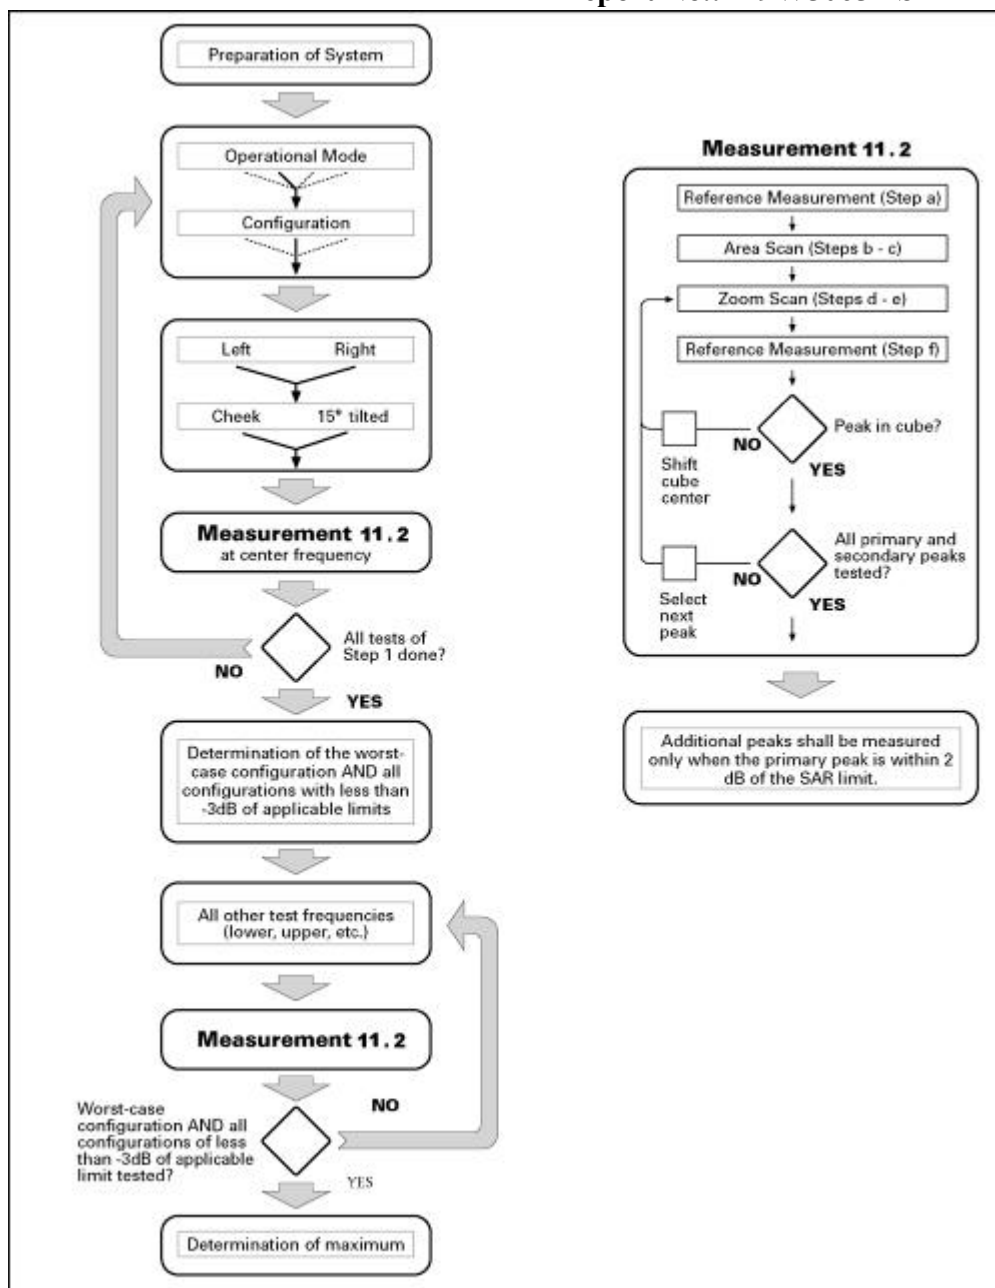 Preparation of System
Operational Mode
Configuration
Left Right
Cheek 15* tilted
Measurement 11.2
at center frequency
All tests of
Step 1 done?
NO
YES
Determination of the worst-
case configuration AND all
configurations with less than
-3dB of applicable limits
All other test frequencies
(lower, upper, etc.)
Measurement 11.2
Worst-case
configuration AND all
configurations of less
than -3dB of applicable
limit tested?
NO
YES
Determination of maximum
Measurement 11.2
Reference Measurement (Step a)
Area Scan (Steps b - c)
Zoom Scan (Steps d - e)
Reference Measurement (Step f)
Peak in cube?
NO
YES
Shift
cube
center
All primary and
secondary peaks
tested?
NO
YES
Select
next
peak
Additional peaks shall be measured
only when the primary peak is within 2
dB of the SAR limit.